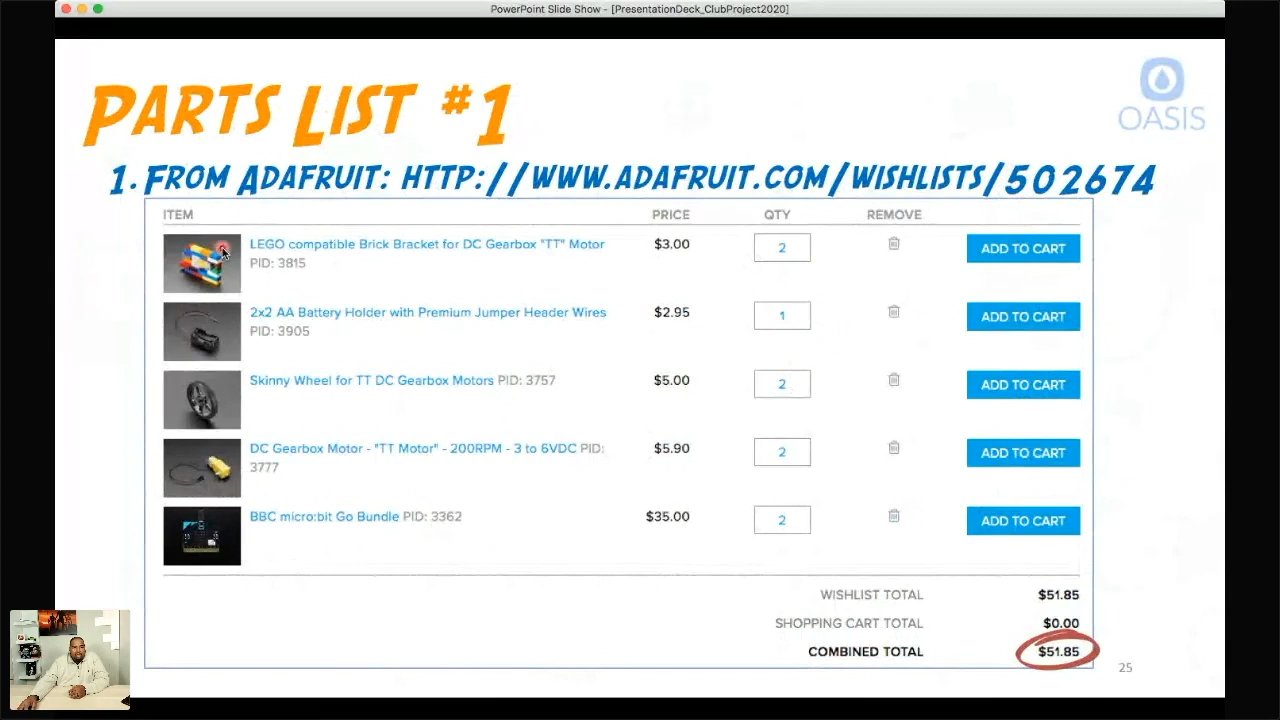 PowerPoint Slide Show - [PresentationDeck_ClubProject2020]
OASIS
PARTS LIST #1
1. FROM ADAFRUIT: HTTP://WWW.ADAFRUIT.COM/WISHLISTS/502674
ITEM PRICE QTY REMOVE
LEGO compatible Brick Bracket for DC Gearbox "TT" Motor $3.00 2 ADD TO CART
PID: 3815
2x2 AA Battery Holder with Premium Jumper Header Wires $2.95 1 ADD TO CART
PID: 3905
Skinny Wheel for TT DC Gearbox Motors PID: 3757 $5.00 2 ADD TO CART
DC Gearbox Motor - "TT Motor" - 200RPM - 3 to 6VDC PID: $5.90 2 ADD TO CART
3777
BBC micro:bit Go Bundle PID: 3362 $35.00 2 ADD TO CART
WISHLIST TOTAL $51.85
SHOPPING CART TOTAL $0.00
COMBINED TOTAL $51.85
25